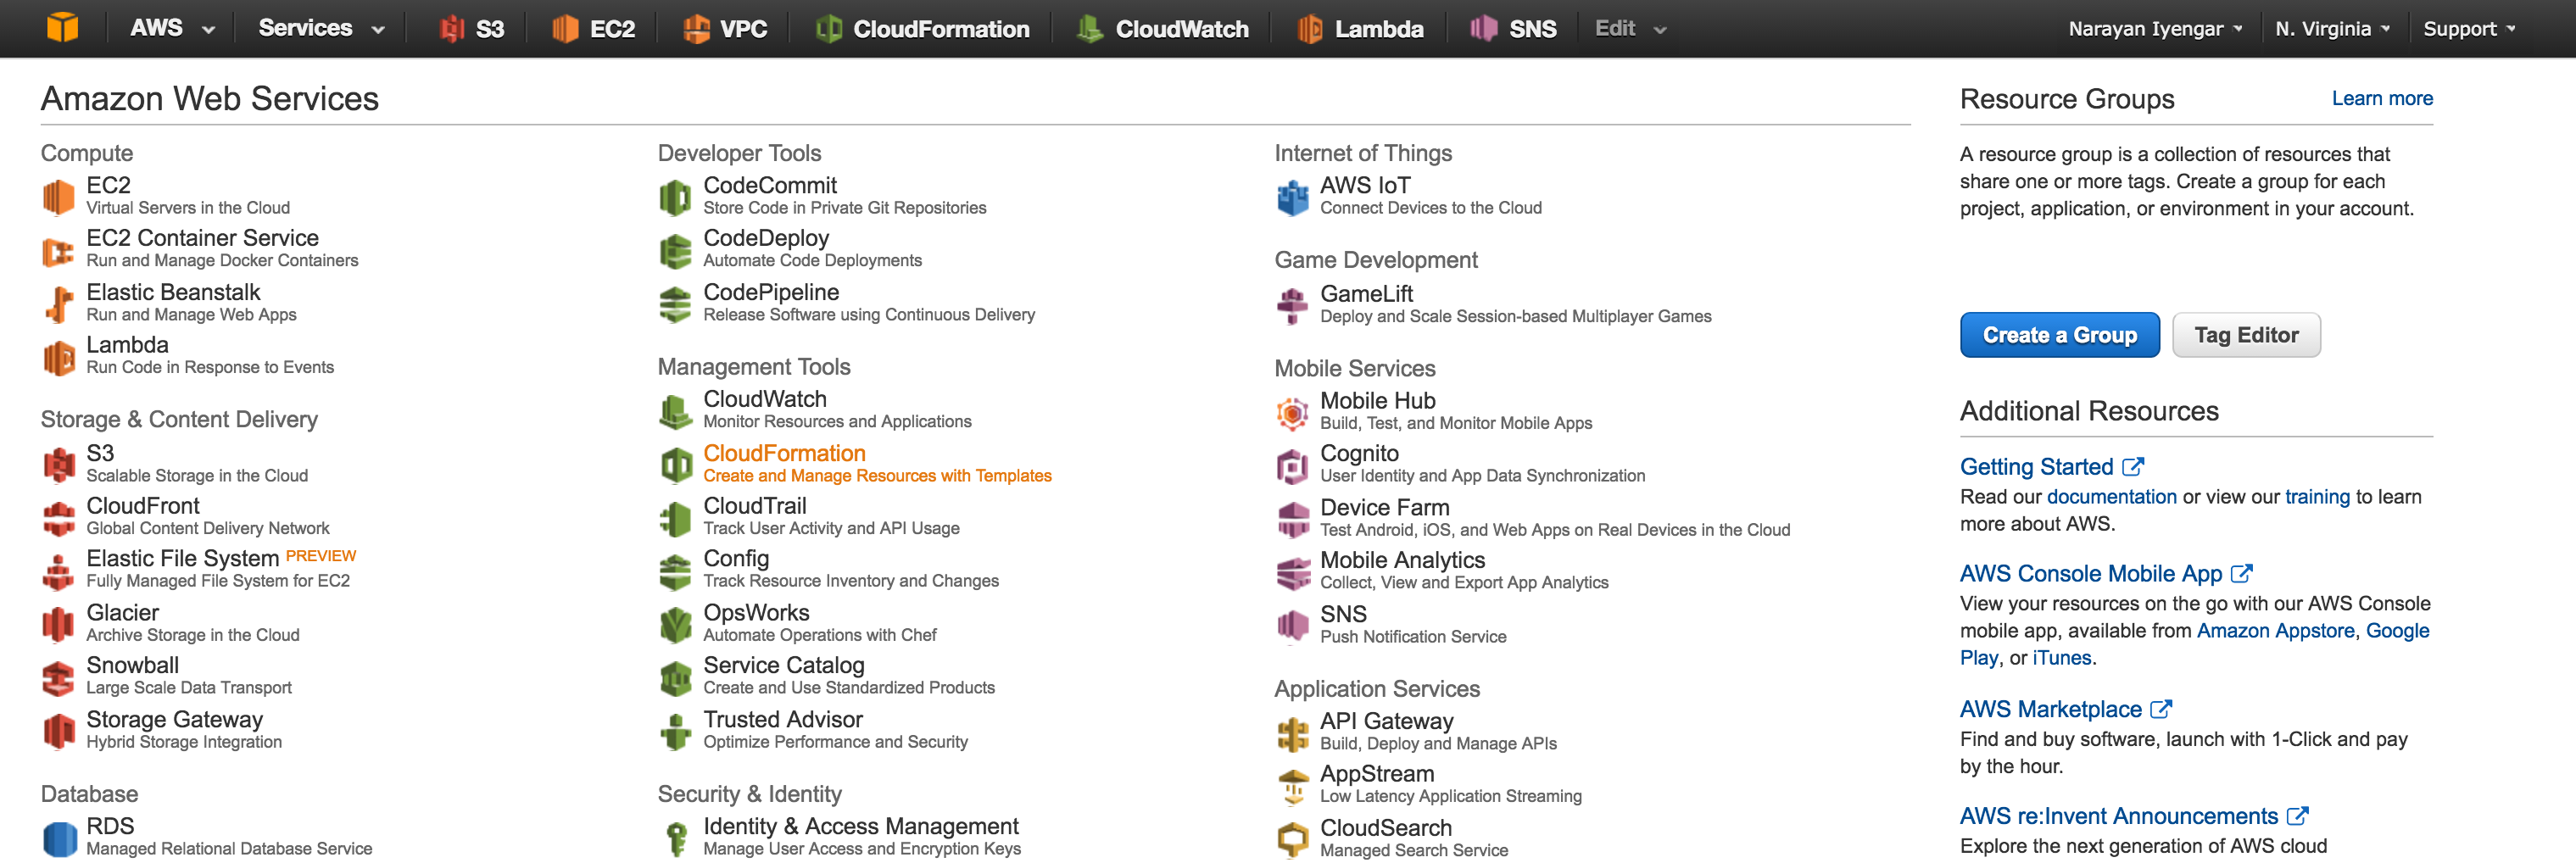 AWS Services S3 EC2 VPC CloudFormation CloudWatch Lambda SNS Edit Narayan Iyengar N. Virginia Support
Amazon Web Services
Compute
EC2
Virtual Servers in the Cloud
EC2 Container Service
Run and Manage Docker Containers
Elastic Beanstalk
Run and Manage Web Apps
Lambda
Run Code in Response to Events
Storage & Content Delivery
S3
Scalable Storage in the Cloud
CloudFront
Global Content Delivery Network
Elastic File System PREVIEW
Fully Managed File System for EC2
Glacier
Archive Storage in the Cloud
Snowball
Large Scale Data Transport
Storage Gateway
Hybrid Storage Integration
Database
RDS
Managed Relational Database Service
Developer Tools
CodeCommit
Store Code in Private Git Repositories
CodeDeploy
Automate Code Deployments
CodePipeline
Release Software using Continuous Delivery
Management Tools
CloudWatch
Monitor Resources and Applications
CloudFormation
Create and Manage Resources with Templates
CloudTrail
Track User Activity and API Usage
Config
Track Resource Inventory and Changes
OpsWorks
Automate Operations with Chef
Service Catalog
Create and Use Standardized Products
Trusted Advisor
Optimize Performance and Security
Security & Identity
Identity & Access Management
Manage User Access and Encryption Keys
Internet of Things
AWS IoT
Connect Devices to the Cloud
Game Development
GameLift
Deploy and Scale Session-based Multiplayer Games
Mobile Services
Mobile Hub
Build, Test, and Monitor Mobile Apps
Cognito
User Identity and App Data Synchronization
Device Farm
Test Android, iOS, and Web Apps on Real Devices in the Cloud
Mobile Analytics
Collect, View and Export App Analytics
SNS
Push Notification Service
Application Services
API Gateway
Build, Deploy and Manage APIs
AppStream
Low Latency Application Streaming
CloudSearch
Managed Search Service
Resource Groups Learn more
A resource group is a collection of resources that
share one or more tags. Create a group for each
project, application, or environment in your account.
Create a Group Tag Editor
Additional Resources
Getting Started
Read our documentation or view our training to learn
more about AWS.
AWS Console Mobile App
View your resources on the go with our AWS Console
mobile app, available from Amazon Appstore, Google
Play, or iTunes.
AWS Marketplace
Find and buy software, launch with 1-Click and pay
by the hour.
AWS re:Invent Announcements
Explore the next generation of AWS cloud